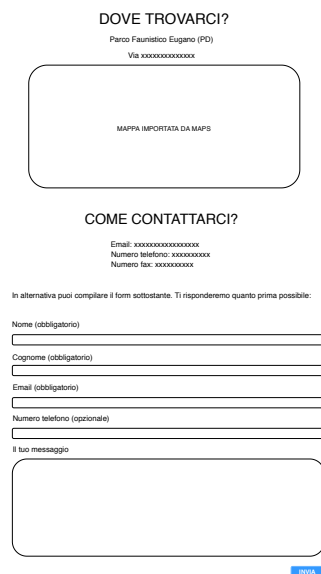 DOVE TROVARCI?
Parco Faunistico Eugano (PD)
Via xxxxxxxxxxxxxx
MAPPA IMPORTATA DA MAPS
COME CONTATTARCI?
Email: xxxxxxxxxxxxxxxxx
Numero telefono: xxxxxxxxxx
Numero fax: xxxxxxxxxx
In alternativa puoi compilare il form sottostante. Ti risponderemo quanto prima possibile:
Nome (obbligatorio)
Cognome (obbligatorio)
Email (obbligatorio)
Numero telefono (opzionale)
Il tuo messaggio
INVIA